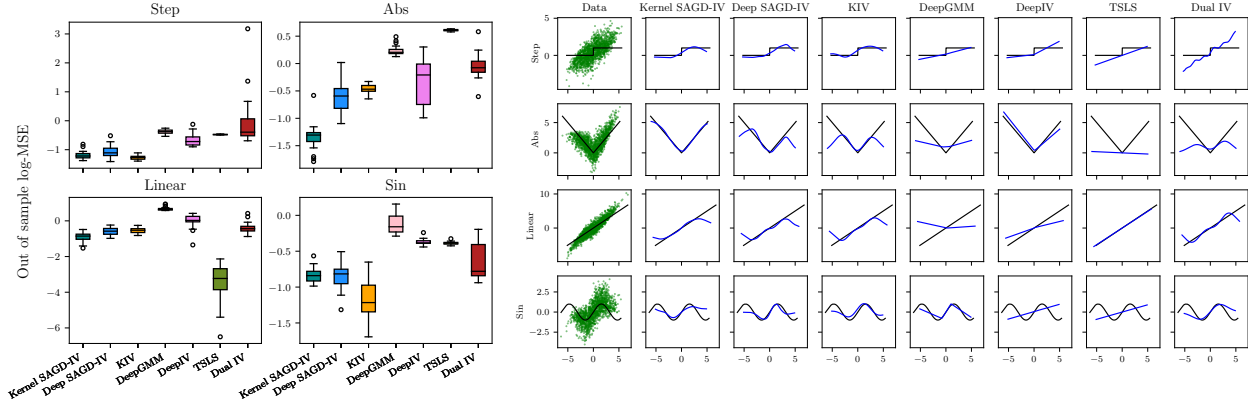 Step
Abs
3
2
1
0
−1
0.5
0.0
−0.5
−1.0
−1.5
Out of sample log-MSE
Linear
Sin
0
−2
−4
−6
0.0
−0.5
−1.0
−1.5
Kernel SAGD-IV
Deep SAGD-IV
KIV
DeepGMM
DeepIV
TSLS
Dual IV
Kernel SAGD-IV
Deep SAGD-IV
KIV
DeepGMM
DeepIV
TSLS
Dual IV
Data
Kernel SAGD-IV
Deep SAGD-IV
KIV
DeepGMM
DeepIV
TSLS
Dual IV
Step
5
0
Abs
5
0
Linear
10
0
Sin
2.5
0.0
−2.5
−5 0 5
−5 0 5
−5 0 5
−5 0 5
−5 0 5
−5 0 5
−5 0 5
−5 0 5